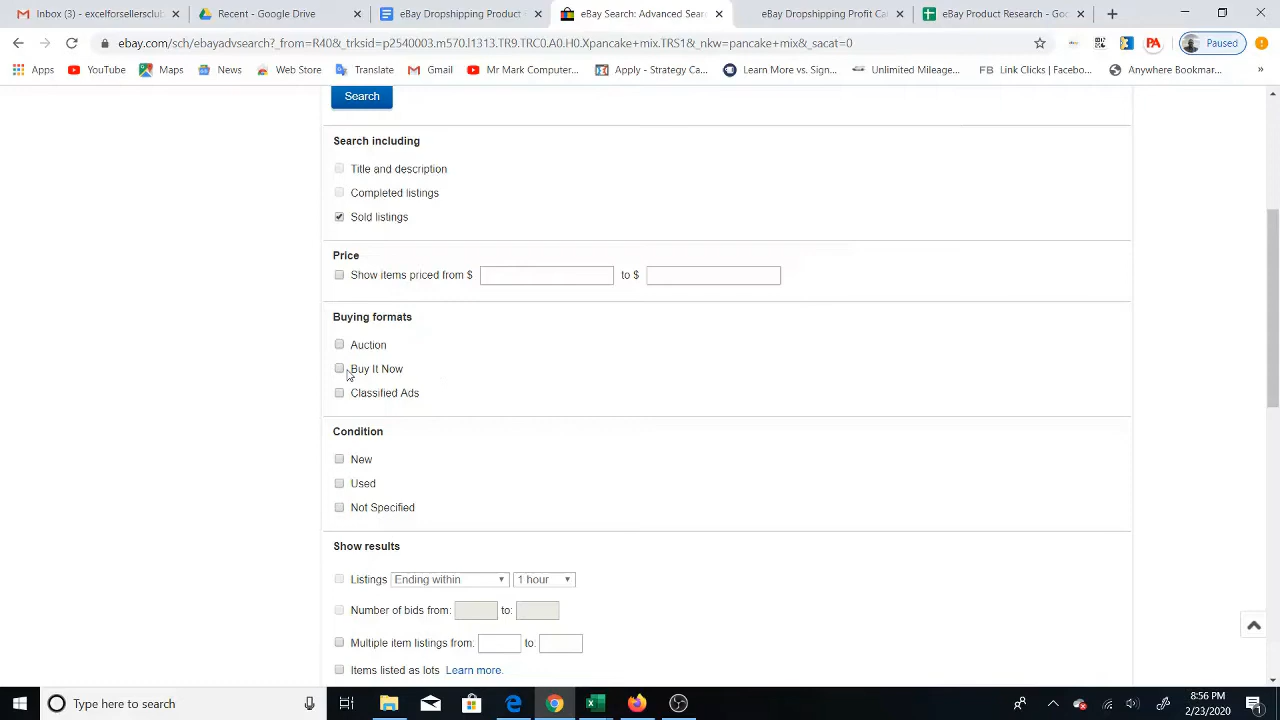 Inbox (3) - excelforsellersclub
Recent - Google Drive
eBay Dropshipping Product
eBay Search: Advanced Sear
eBay Dropshipping Profit Ca
eBay Product Research - Goo
ebay.com/sch/ebayadvsearch?_from=R40&_trksid=p2540003.m570.l1313.TR9.TRC0.A0.H0.Xpancake+mix.TRS1&_nkw=pancake+mix&_sacat=0
PA
Paused
Apps
YouTube
Maps
News
Web Store
Translate
Gmail
Mr Mark Computer...
Apply - Strategy Ca...
Learn More vs. Sign...
Unlimited Mileage...
FB Link Clicks | Facebo...
Anywhere Bookmar...
»
Search
Search including
Title and description
Completed listings
Sold listings
Price
Show items priced from $ to $
Buying formats
Auction
Buy It Now
Classified Ads
Condition
New
Used
Not Specified
Show results
Listings Ending within 1 hour
Number of bids from: to:
Multiple item listings from: to:
Items listed as lots Learn more.
Type here to search
8:56 PM
2/23/2020